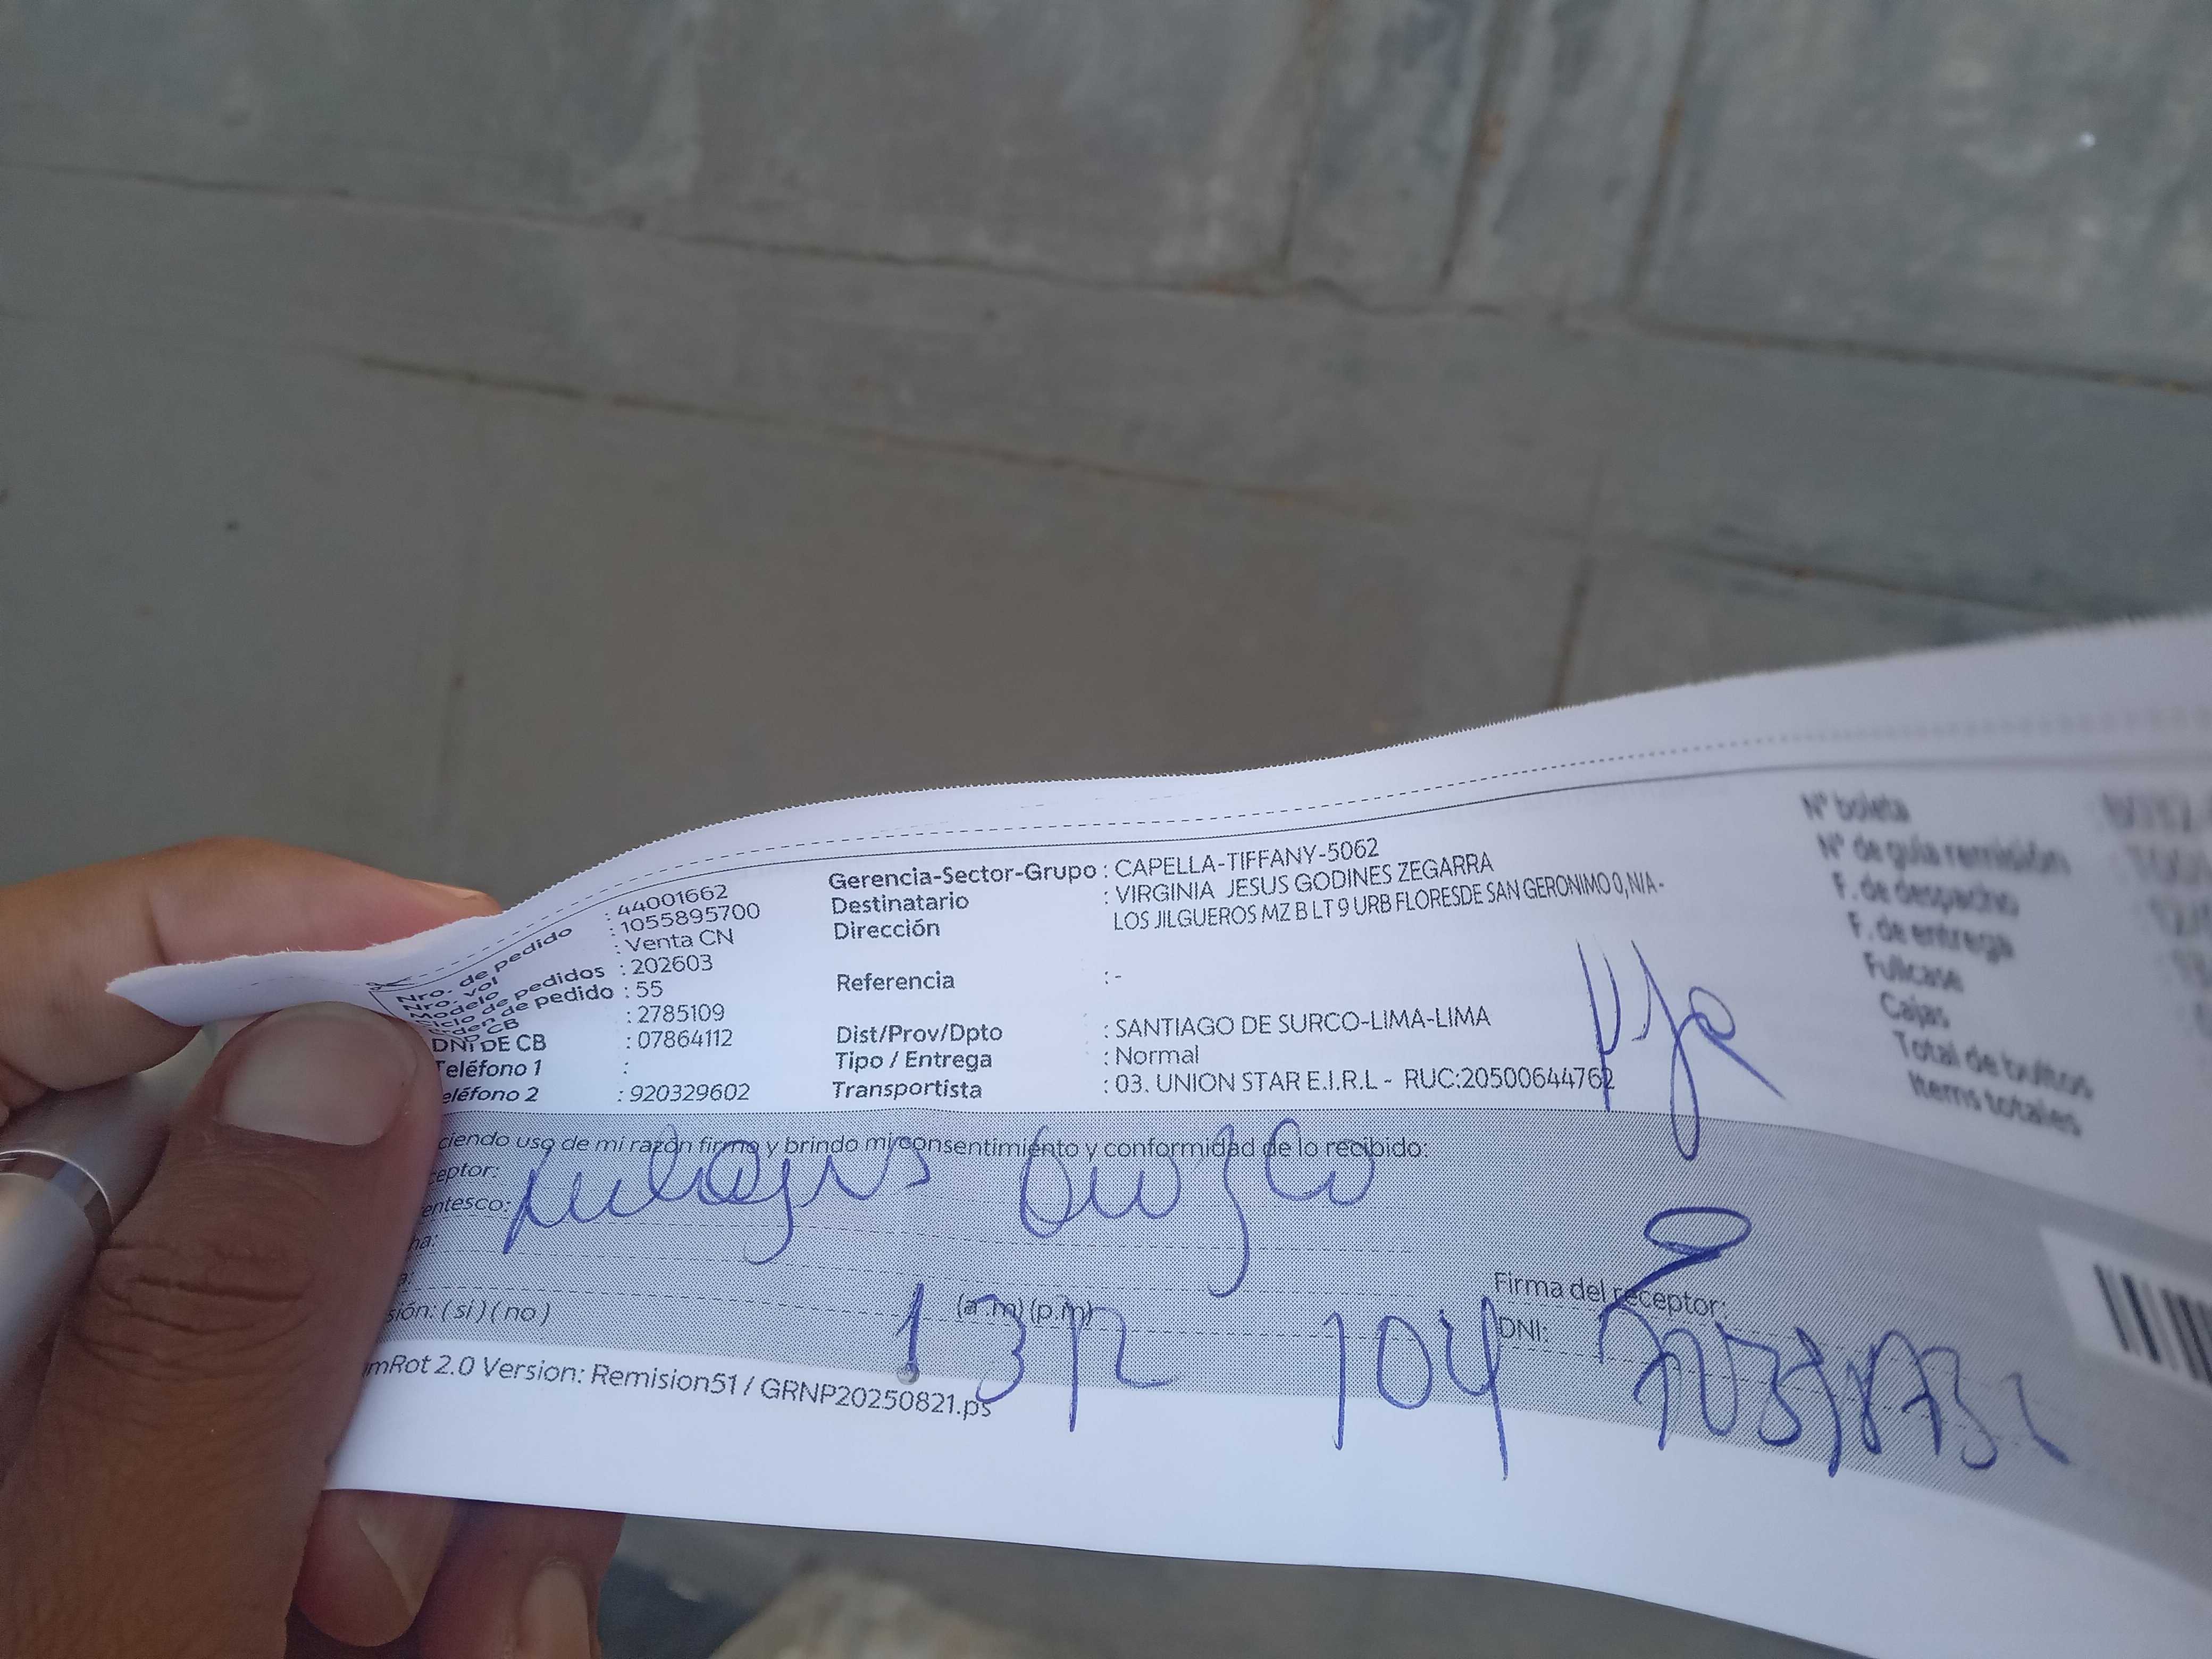 Nro. de pedido : 44001662
Nro. vol : 1055895700
Modelo : Venta CN
Ciclo de pedidos : 202603
Orden de pedido : 55
CB : 2785109
DNI DE CB : 07864112
Teléfono 1 :
eléfono 2 : 920329602
Gerencia-Sector-Grupo : CAPELLA-TIFFANY-5062
Destinatario : VIRGINIA JESUS GODINES ZEGARRA
Dirección : LOS JILGUEROS MZ B LT 9 URB FLORESDE SAN GERONIMO 0,N/A-
Referencia : -
Dist/Prov/Dpto : SANTIAGO DE SURCO-LIMA-LIMA
Tipo / Entrega : Normal
Transportista : 03. UNION STAR E.I.R.L - RUC:20500644762
N° boleta
N° de guía remisión
F. de despacho
F. de entrega
Fullcase
Cajas
Total de bultos
Items totales
ciendo uso de mi razón firmo y brindo mi consentimiento y conformidad de lo recibido:
ceptor:
entesco:
ha:
a: (a .m) (p.m)
sión: ( si ) ( no )
Firma del receptor:
DNI:
mRot 2.0 Version: Remision51 / GRNP20250821.ps